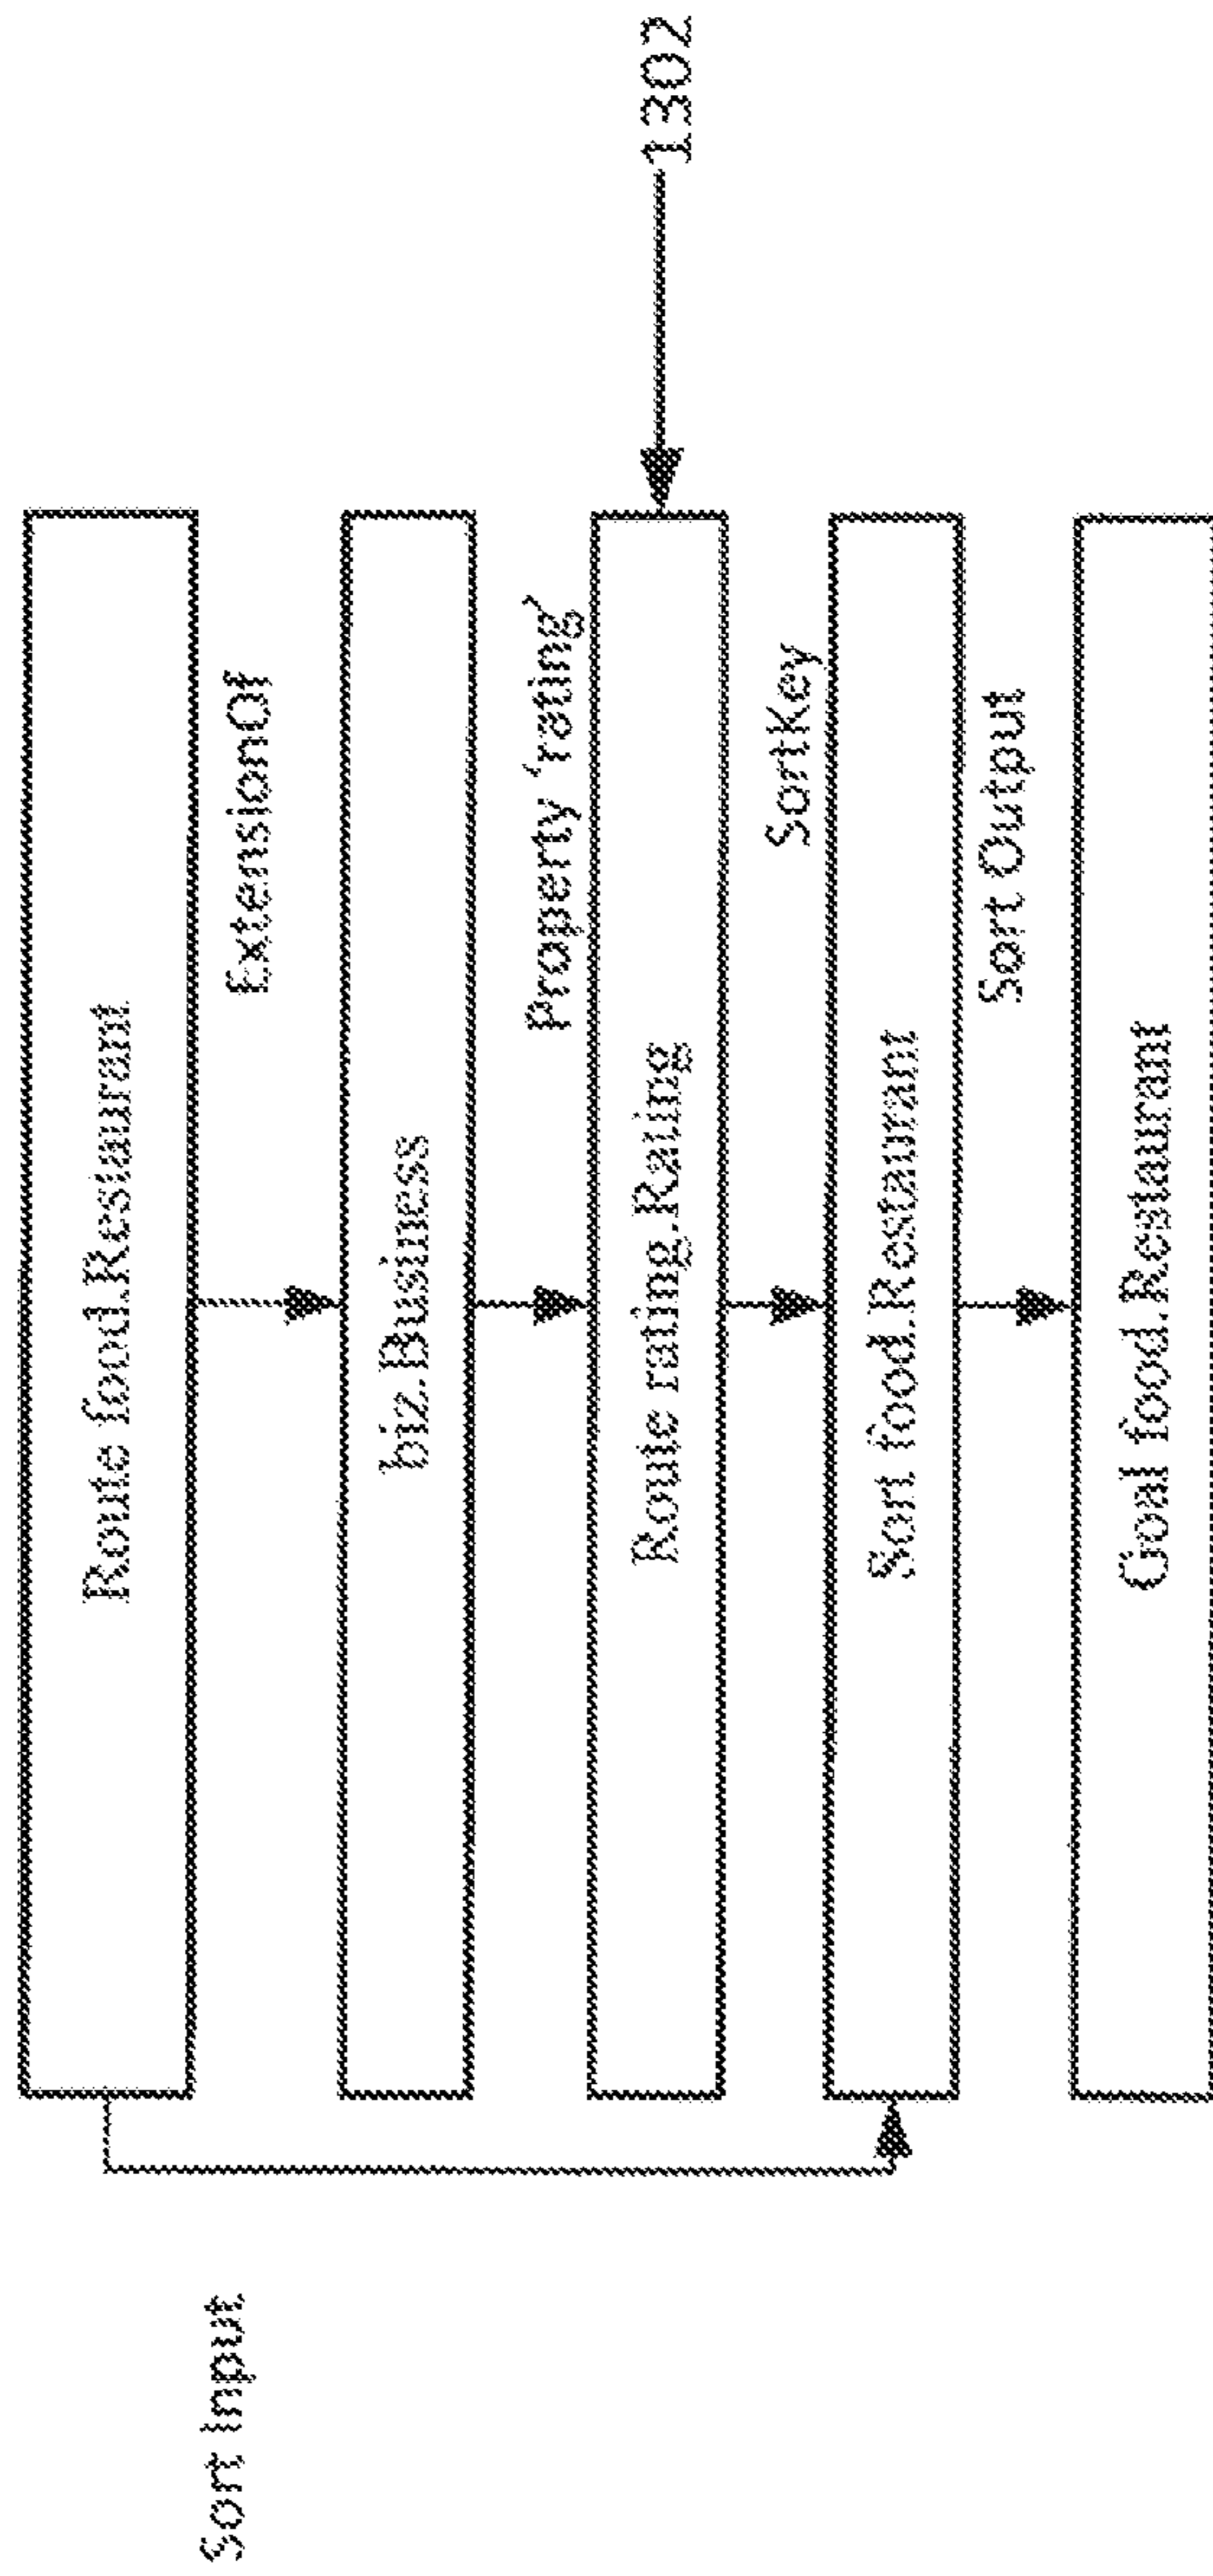 Route food.Restaurant
ExtensionOf
biz.Business
Property 'rating'
Route rating.Rating
1302
SortKey
Sort food.Restaurant
Sort Output
Goal food.Restaurant
Sort Input